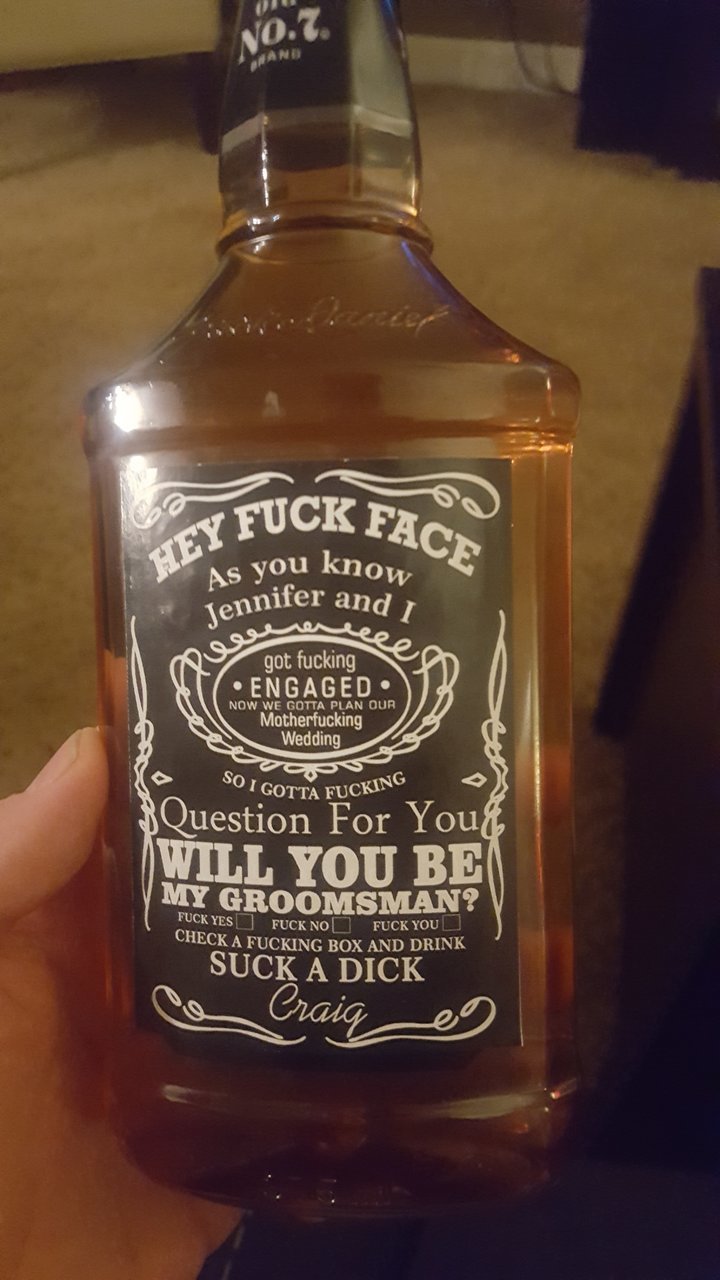 No.7
BRAND
Daniel
HEY FUCK FACE
As you know
Jennifer and I
got fucking
• ENGAGED •
NOW WE GOTTA PLAN OUR
Motherfucking
Wedding
SO I GOTTA FUCKING
Question For You
WILL YOU BE
MY GROOMSMAN?
FUCK YES FUCK NO FUCK YOU
CHECK A FUCKING BOX AND DRINK
SUCK A DICK
Craig